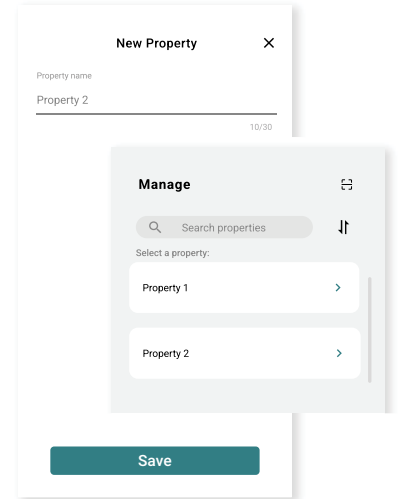 New Property
Property name
Property 2
10/30
Manage
Search properties
Select a property:
Property 1
Property 2
Save